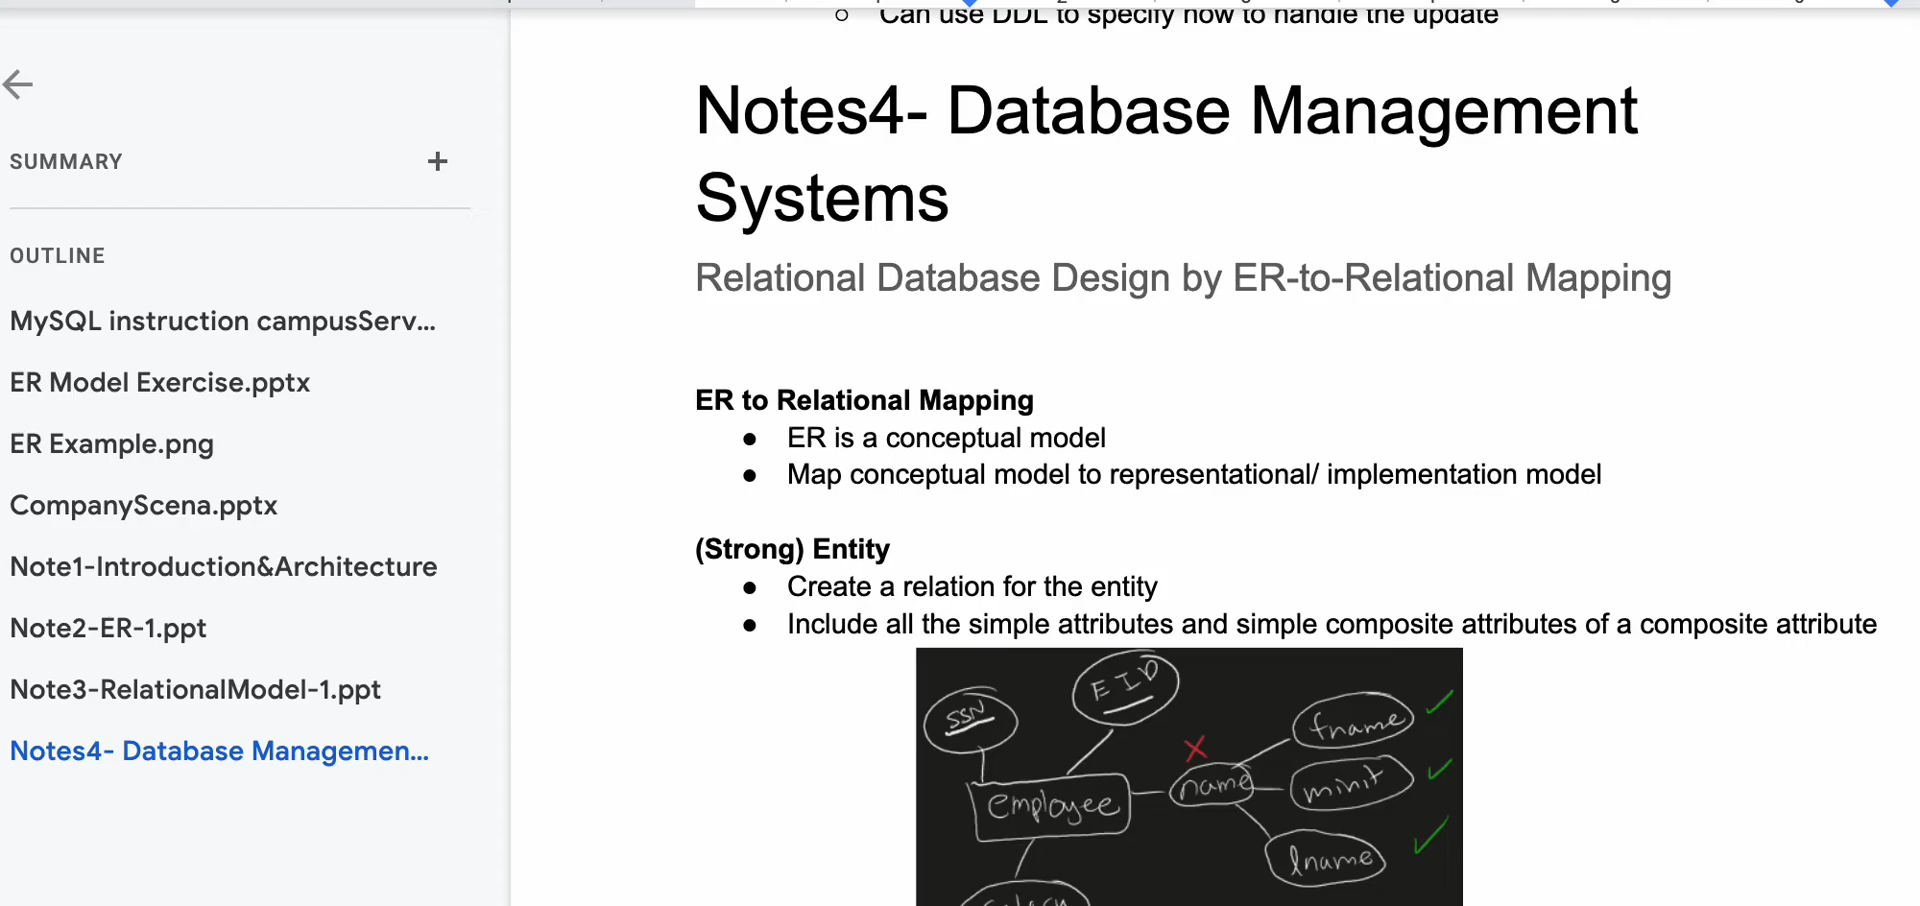 Can use DDL to specify how to handle the update
SUMMARY
OUTLINE
MySQL instruction campusServ...
ER Model Exercise.pptx
ER Example.png
CompanyScena.pptx
Note1-Introduction&Architecture
Note2-ER-1.ppt
Note3-RelationalModel-1.ppt
Notes4- Database Managemen...
Notes4- Database Management
Systems
Relational Database Design by ER-to-Relational Mapping
ER to Relational Mapping
ER is a conceptual model
Map conceptual model to representational/ implementation model
(Strong) Entity
Create a relation for the entity
Include all the simple attributes and simple composite attributes of a composite attribute
SSN
EID
fname
name
minit
employee
lname